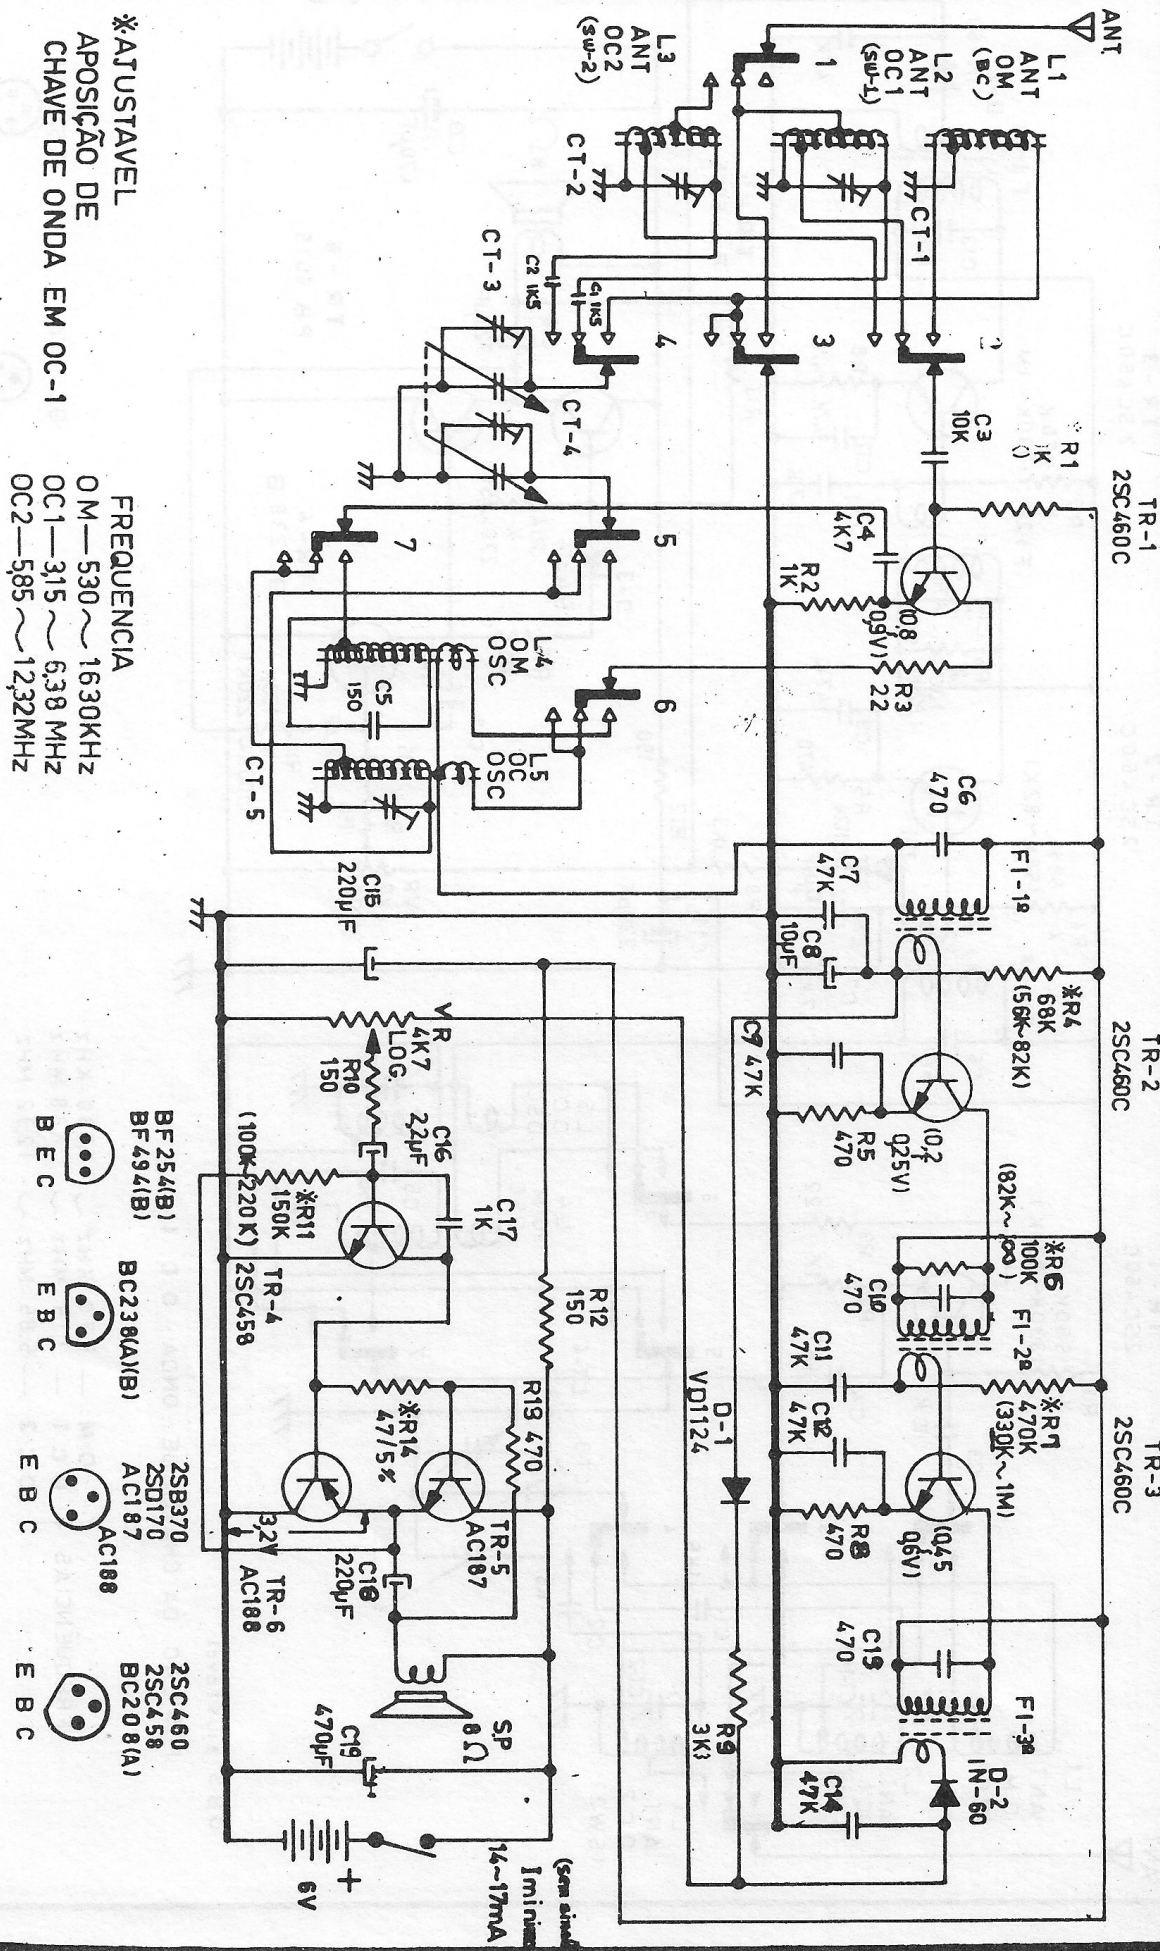 ANT.
L1
ANT
OM
(BC)
L2
ANT
OC1
(SW-1)
L3
ANT
OC2
(SW-2)
1
CT-1
CT-2
3
4
C1 1K5
C2 1K5
CT-3
CT-4
5
6
7
C3
10K
R1
TR-1
2SC460C
C4
4K7
R2
1K
(0,8
0,9V)
R3
22
L4
OM
OSC
C5
150
L5
OC
OSC
CT-5
C6
470
FI-1ª
C7
47K
C8
10µF
※R4
68K
(56K~82K)
TR-2
2SC460C
C9 47K
R5
470
(0,2
0,25V)
(82K~∞)
※R6
100K
C10
470
FI-2ª
C11
47K
C12
47K
※R7
470K
(330K~1M)
TR-3
2SC460C
R8
470
(0,45
0,6V)
C13
470
FI-3ª
D-2
IN-60
C14
47K
D-1
VD1124
R9
3K3
C15
220µF
VR
4K7
LOG.
R10
150
C16
2,2µF
C17
1K
※R11
150K
(100K~220K)
TR-4
2SC458
R12
150
R13 470
※R14
47/5%
TR-5
AC187
TR-6
AC188
3,2V
C18
220µF
SP
8Ω
C19
470µF
6V
+
(sem sinal)
14~17mA
※AJUSTAVEL
APOSIÇÃO DE
CHAVE DE ONDA EM OC-1
FREQUENCIA
OM—530~1630KHz
OC1—3,15~6,38 MHz
OC2—5,85~12,32MHz
BF254(B)
BF494(B)
B E C
BC238(A)(B)
E B C
2SB370
2SD170
AC187
AC188
E B C
2SC460
2SC458
BC208(A)
E B C